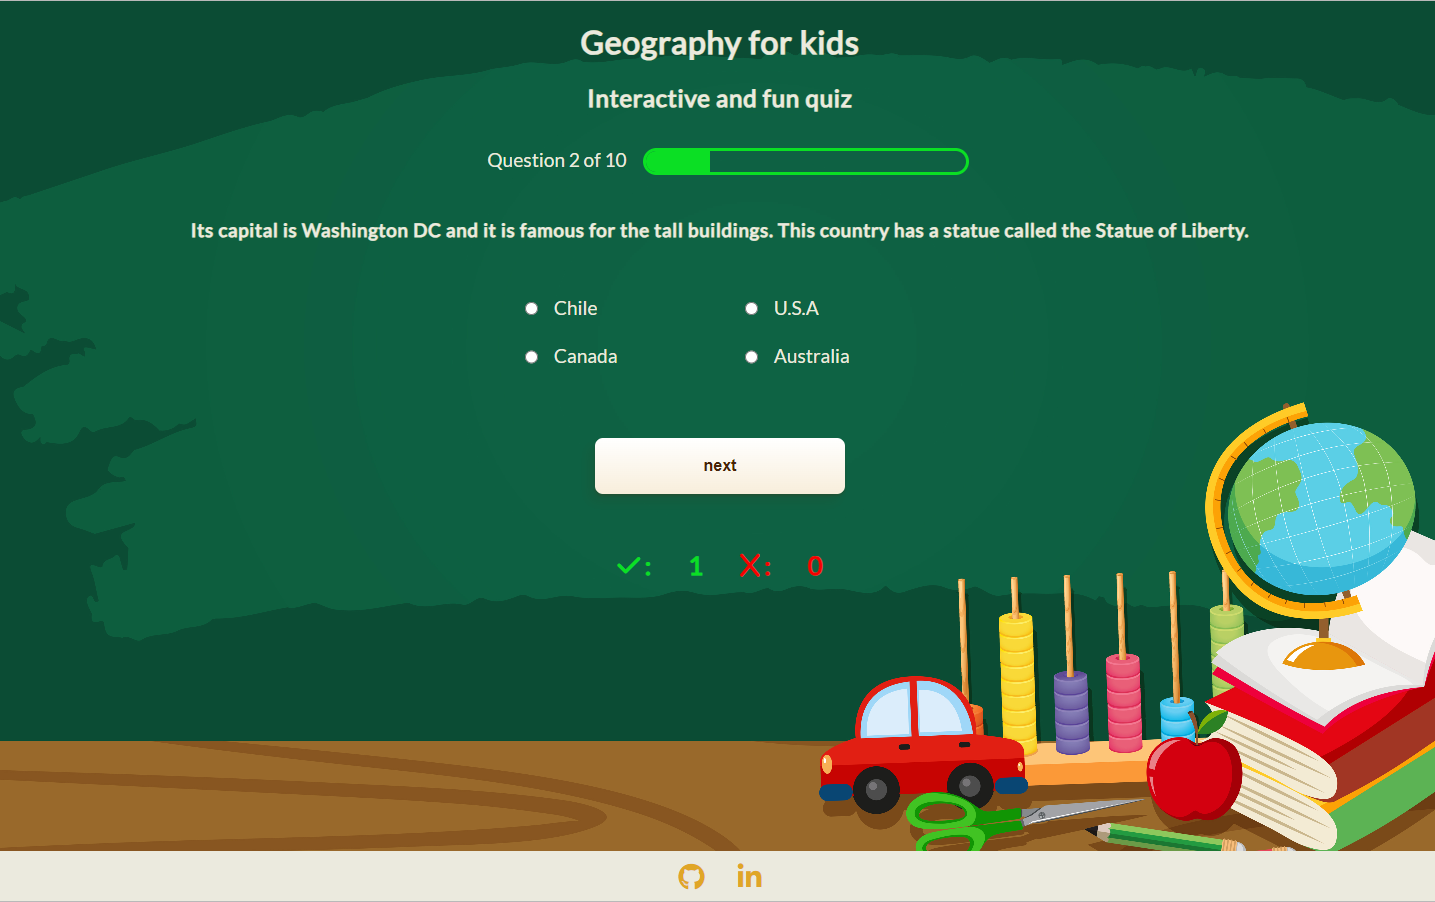 Geography for kids
Interactive and fun quiz
Question 2 of 10
Its capital is Washington DC and it is famous for the tall buildings. This country has a statue called the Statue of Liberty.
Chile
U.S.A
Canada
Australia
next
✓: 1 X: 0
in